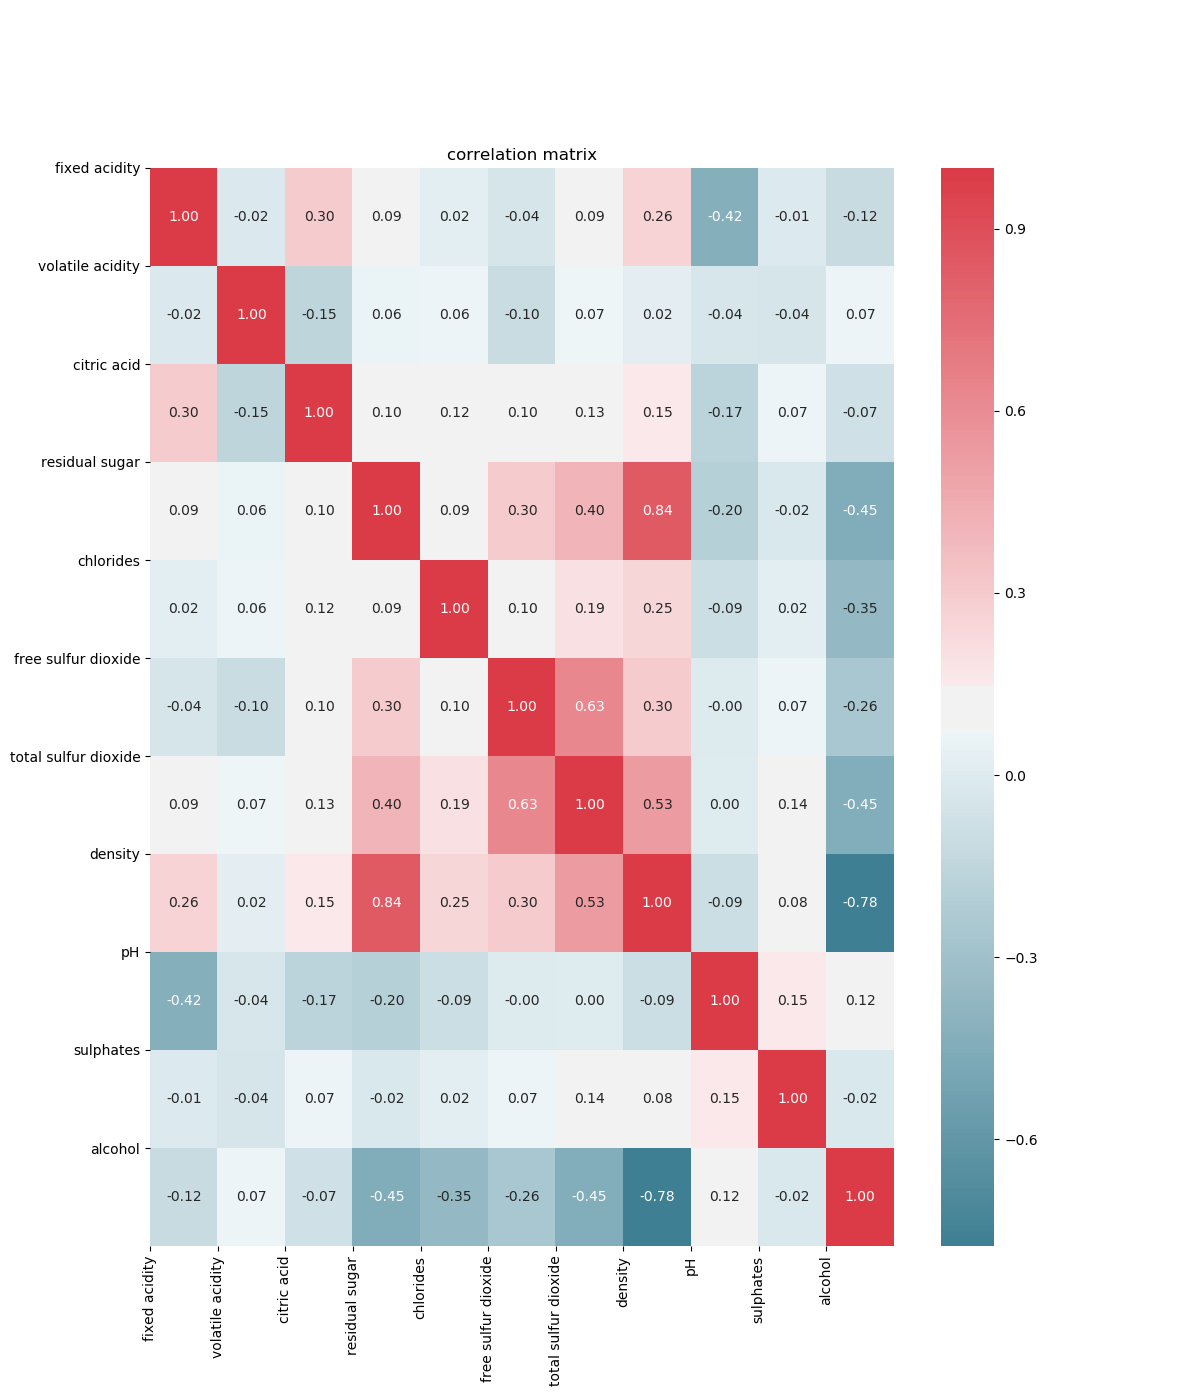 correlation matrix
fixed acidity
1.00 -0.02 0.30 0.09 0.02 -0.04 0.09 0.26 -0.42 -0.01 -0.12
0.9
volatile acidity
-0.02 1.00 -0.15 0.06 0.06 -0.10 0.07 0.02 -0.04 -0.04 0.07
citric acid
0.30 -0.15 1.00 0.10 0.12 0.10 0.13 0.15 -0.17 0.07 -0.07
0.6
residual sugar
0.09 0.06 0.10 1.00 0.09 0.30 0.40 0.84 -0.20 -0.02 -0.45
chlorides
0.3
0.02 0.06 0.12 0.09 1.00 0.10 0.19 0.25 -0.09 0.02 -0.35
free sulfur dioxide
-0.04 -0.10 0.10 0.30 0.10 1.00 0.63 0.30 -0.00 0.07 -0.26
total sulfur dioxide
0.0
0.09 0.07 0.13 0.40 0.19 0.63 1.00 0.53 0.00 0.14 -0.45
density
0.26 0.02 0.15 0.84 0.25 0.30 0.53 1.00 -0.09 0.08 -0.78
pH
−0.3
-0.42 -0.04 -0.17 -0.20 -0.09 -0.00 0.00 -0.09 1.00 0.15 0.12
sulphates
-0.01 -0.04 0.07 -0.02 0.02 0.07 0.14 0.08 0.15 1.00 -0.02
−0.6
alcohol
-0.12 0.07 -0.07 -0.45 -0.35 -0.26 -0.45 -0.78 0.12 -0.02 1.00
fixed acidity
volatile acidity
citric acid
residual sugar
chlorides
free sulfur dioxide
total sulfur dioxide
density
pH
sulphates
alcohol